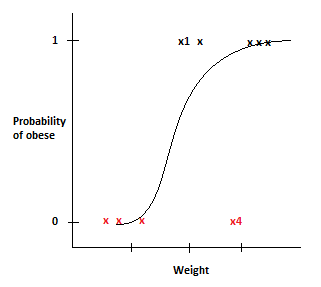 x1 x x x x
1
Probability
of obese
0 x x x x4
Weight